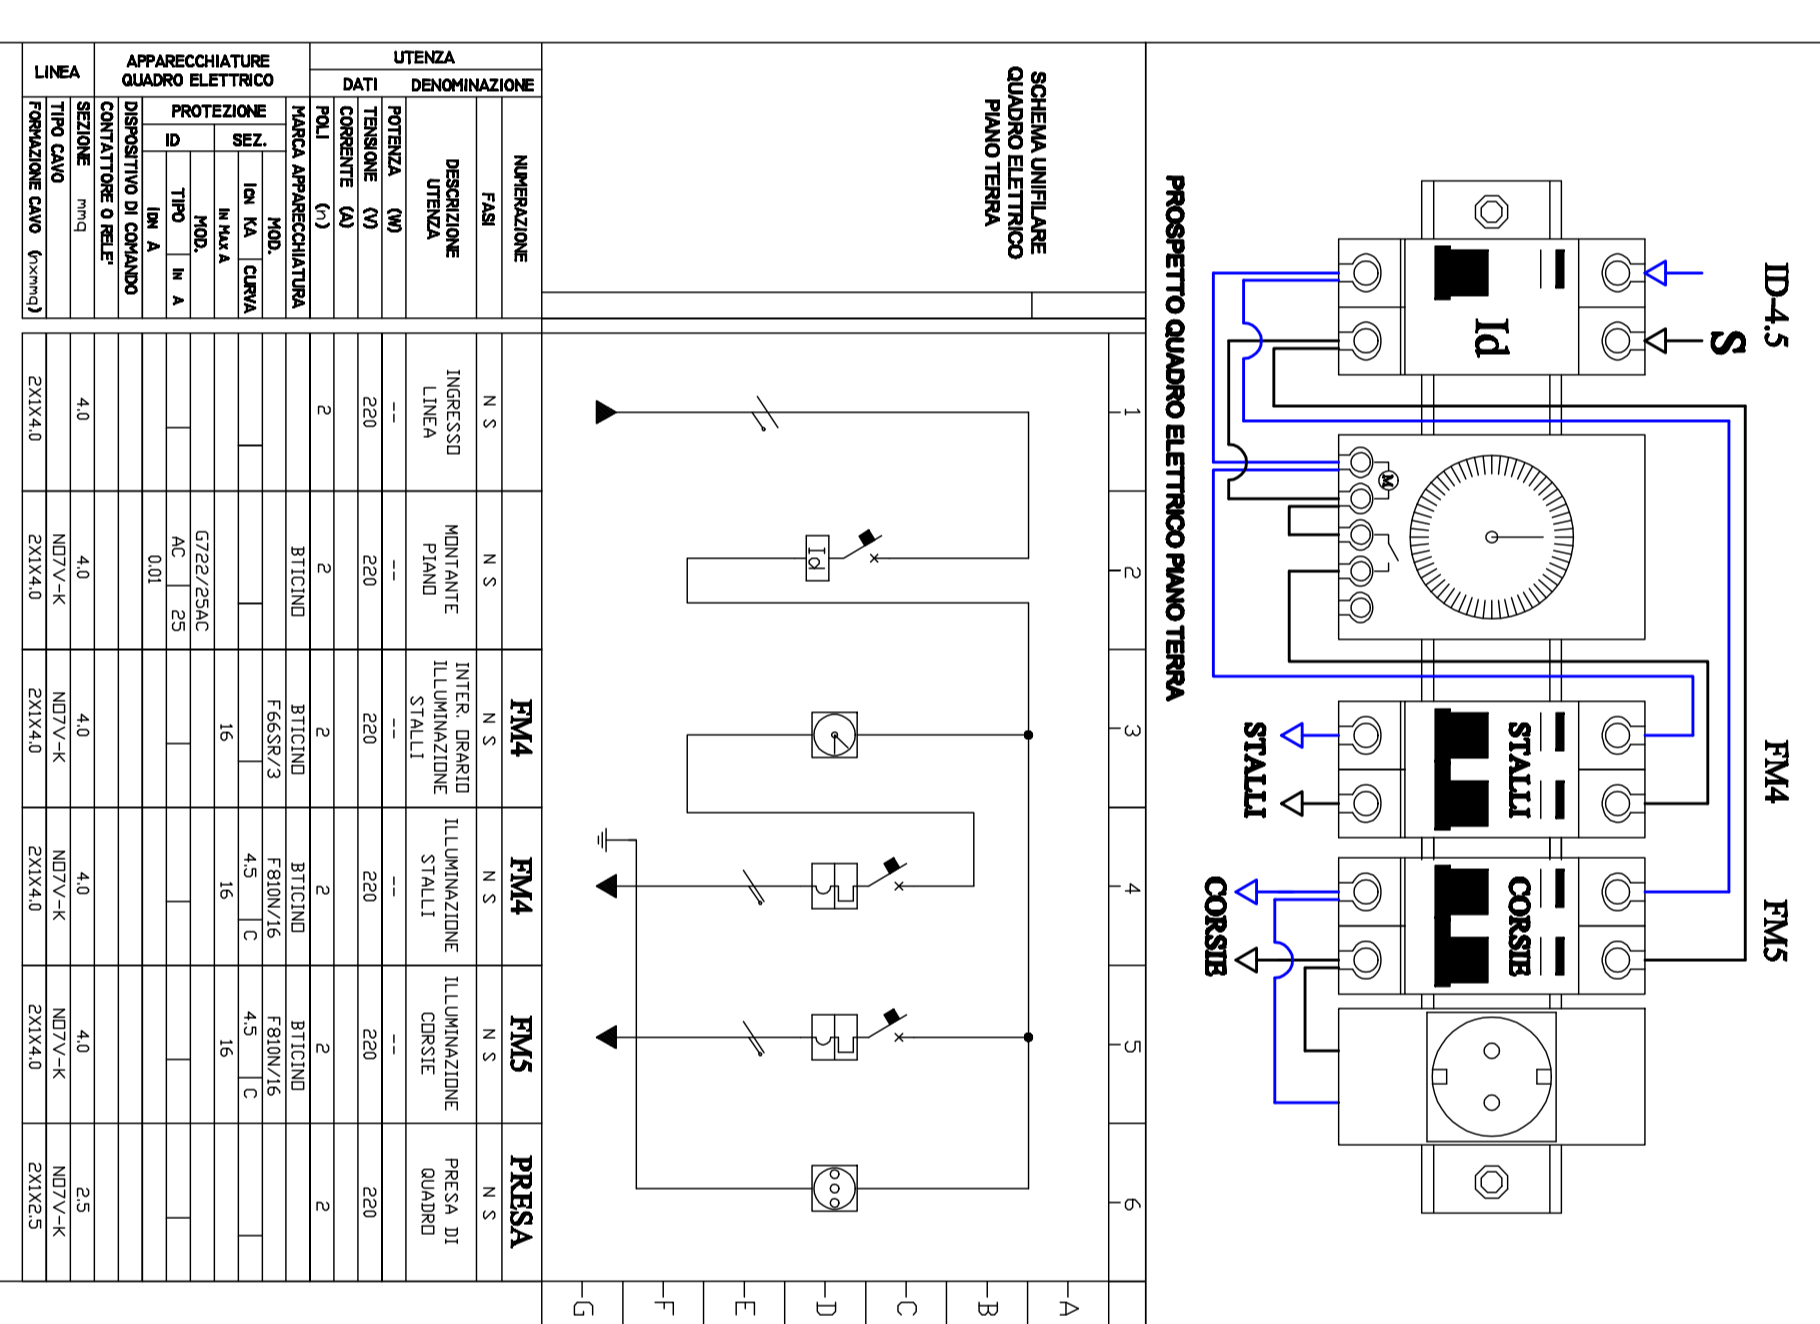 ID-4.5
FM4
FM5
S
Id
M
STALLI
CORSIE
STALLI
CORSIE
PROSPETTO QUADRO ELETTRICO PIANO TERRA
SCHEMA UNIFILARE
QUADRO ELETTRICO
PIANO TERRA
1
2
3
4
5
6
A
B
C
D
E
F
G
Id
UTENZA
DENOMINAZIONE
NUMERAZIONE
FM4
FM4
FM5
PRESA
FASI
N S
N S
N S
N S
N S
N S
DESCRIZIONE
UTENZA
INGRESSO
LINEA
MONTANTE
PIANO
INTER. ORARIO
ILLUMINAZIONE
STALLI
ILLUMINAZIONE
STALLI
ILLUMINAZIONE
CORSIE
PRESA DI
QUADRO
DATI
POTENZA (W)
--
--
--
--
--
TENSIONE (V)
220
220
220
220
220
220
CORRENTE (A)
POLI (n)
2
2
2
2
2
2
APPARECCHIATURE
QUADRO ELETTRICO
MARCA APPARECCHIATURA
BTICINO
BTICINO
BTICINO
BTICINO
PROTEZIONE
SEZ.
MOD.
F66SR/3
F810N/16
F810N/16
ICN KA
CURVA
4.5
C
4.5
C
IN MAX A
16
16
16
ID
MOD.
G722/25AC
TIPO
IN A
AC
25
IDN A
0.01
DISPOSITIVO DI COMANDO
CONTATTORE O RELE'
LINEA
SEZIONE mmq
4.0
4.0
4.0
4.0
4.0
2.5
TIPO CAVO
NO7V-K
NO7V-K
NO7V-K
NO7V-K
NO7V-K
FORMAZIONE CAVO (nxmmq)
2X1X4.0
2X1X4.0
2X1X4.0
2X1X4.0
2X1X4.0
2X1X2.5